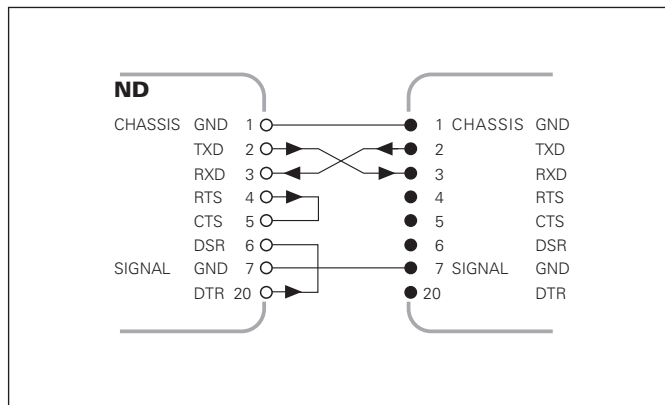 ND
CHASSIS GND 1 1 CHASSIS GND
TXD 2 2 TXD
RXD 3 3 RXD
RTS 4 4 RTS
CTS 5 5 CTS
DSR 6 6 DSR
SIGNAL GND 7 7 SIGNAL GND
DTR 20 20 DTR